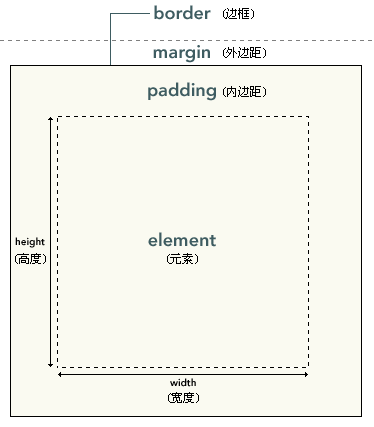 border (边框)
margin (外边距)
padding (内边距)
element
(元素)
height
(高度)
width
(宽度)